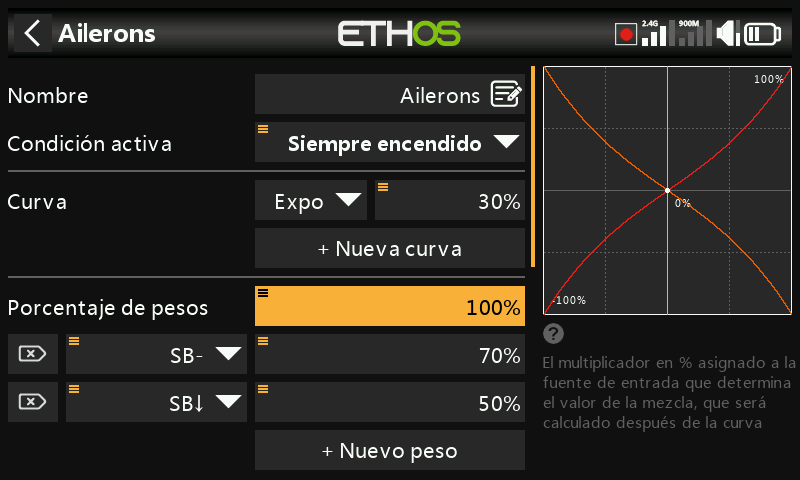 Ailerons
ETHOS
2.4G
900M
Nombre
Ailerons
Condición activa
Siempre encendido
Curva
Expo
30%
+ Nueva curva
Porcentaje de pesos
100%
SB-
70%
SB↓
50%
+ Nuevo peso
100%
0%
-100%
?
El multiplicador en % asignado a la
fuente de entrada que determina
el valor de la mezcla, que será
calculado después de la curva